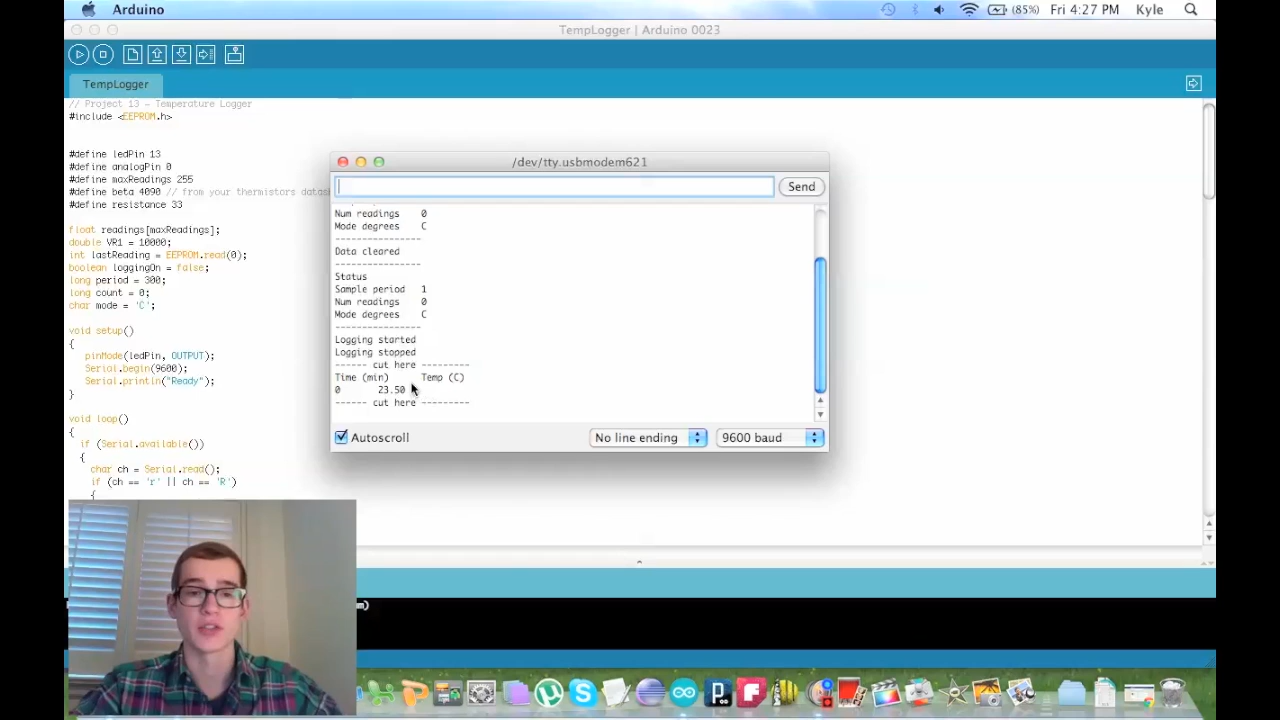 Arduino
(85%)
Fri 4:27 PM
Kyle
TempLogger | Arduino 0023
TempLogger
// Project 13 - Temperature Logger
#include <EEPROM.h>
#define ledPin 13
#define analogPin 0
#define maxReadings 255
#define beta 4090 // from your thermistors datas
#define resistance 33
float readings[maxReadings];
double VR1 = 10000;
int lastReading = EEPROM.read(0);
boolean loggingOn = false;
long period = 300;
long count = 0;
char mode = 'C';
void setup()
{
pinMode(ledPin, OUTPUT);
Serial.begin(9600);
Serial.println("Ready");
}
void loop()
{
if (Serial.available())
{
char ch = Serial.read();
if (ch == 'r' || ch == 'R')
{
/dev/tty.usbmodem621
Send
Num readings 0
Mode degrees C
----------------
Data cleared
----------------
Status
Sample period 1
Num readings 0
Mode degrees C
----------------
Logging started
Logging stopped
------ cut here ---------
Time (min) Temp (C)
0 23.50
------ cut here ---------
Autoscroll
No line ending
9600 baud